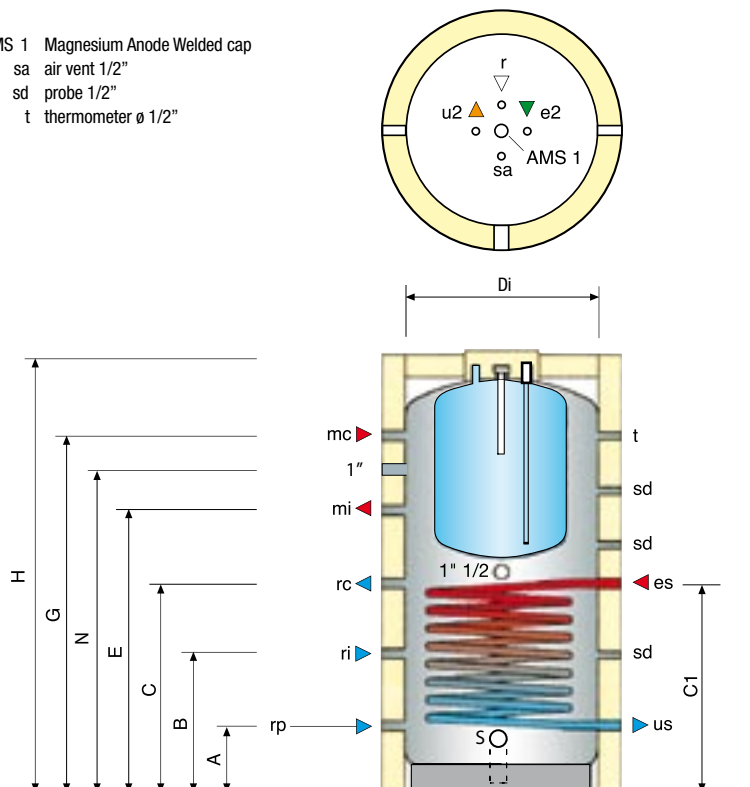 MS 1 Magnesium Anode Welded cap
sa air vent 1/2”
sd probe 1/2”
t thermometer ø 1/2”
r
u2
e2
AMS 1
sa
Di
mc
t
1”
sd
mi
sd
1" 1/2
rc
es
ri
sd
rp
us
S
H
G
N
E
C
B
A
C1